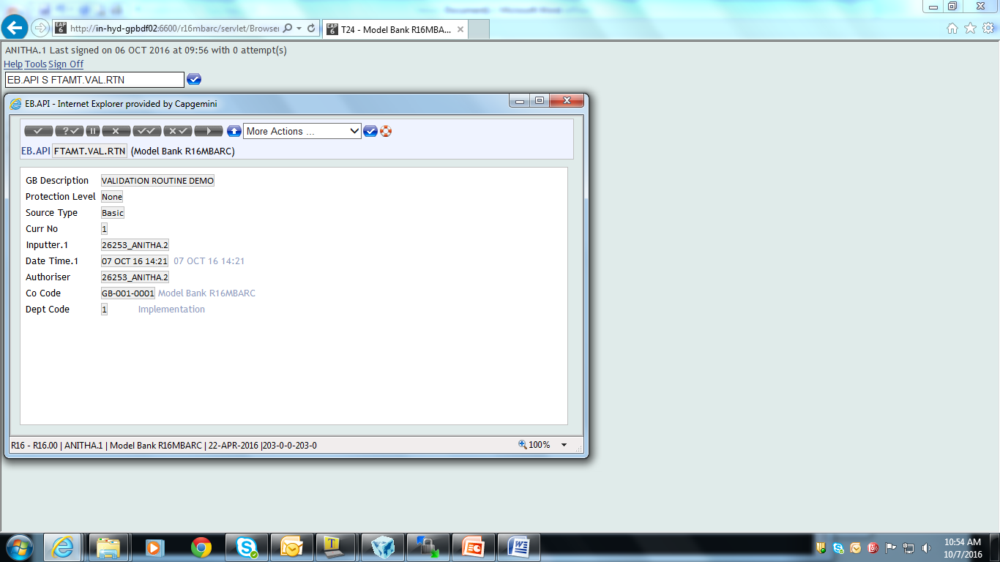 Document1 - Microsoft Word
http://in-hyd-gpbdf02:6600/r16mbarc/servlet/Browser
EAP 6
T24 - Model Bank R16MBA...
ANITHA.1 Last signed on 06 OCT 2016 at 09:56 with 0 attempt(s)
Help Tools Sign Off
EB.API S FTAMT.VAL.RTN
EB.API - Internet Explorer provided by Capgemini
More Actions ...
EB.API FTAMT.VAL.RTN (Model Bank R16MBARC)
GB Description VALIDATION ROUTINE DEMO
Protection Level None
Source Type Basic
Curr No 1
Inputter.1 26253_ANITHA.2
Date Time.1 07 OCT 16 14:21 07 OCT 16 14:21
Authoriser 26253_ANITHA.2
Co Code GB-001-0001 Model Bank R16MBARC
Dept Code 1 Implementation
R16 - R16.00 | ANITHA.1 | Model Bank R16MBARC | 22-APR-2016 |203-0-0-203-0
100%
10:54 AM
10/7/2016